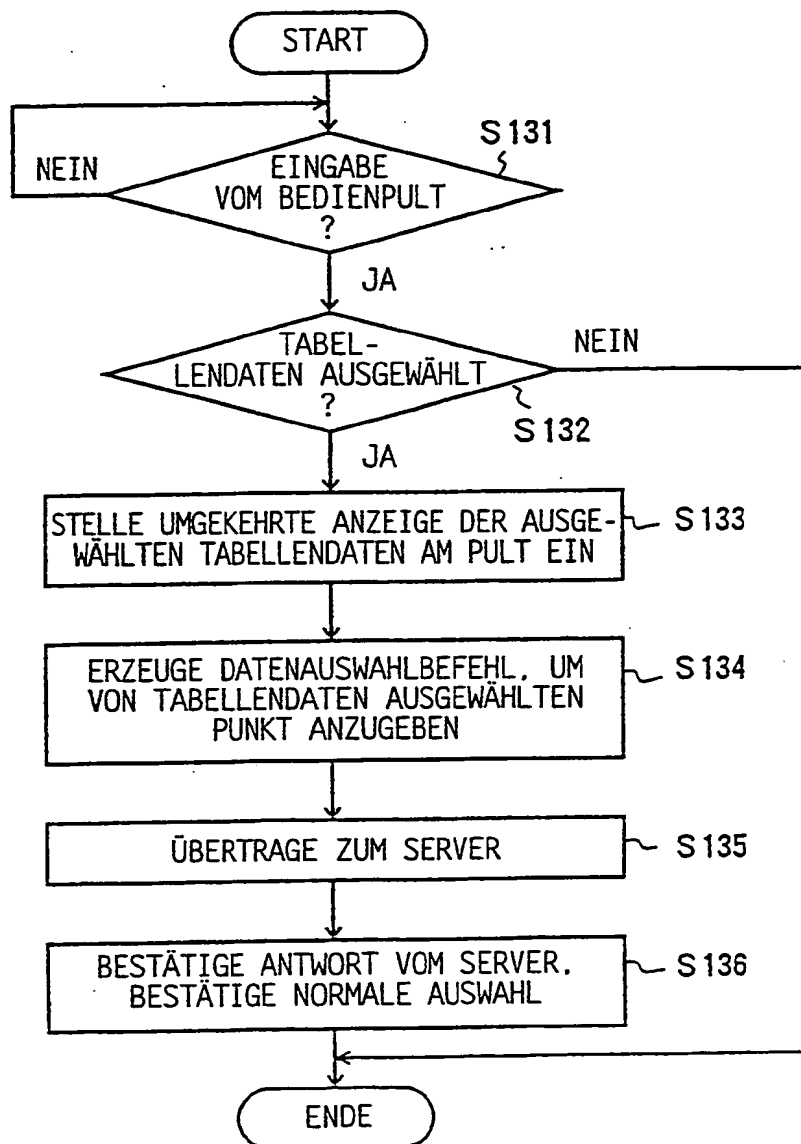 START
S131
EINGABE
NEIN
VOM BEDIENPULT
?
JA
TABEL-
NEIN
LENDATEN AUSGEWÄHLT
?
S132
JA
STELLE UMGEKEHRTE ANZEIGE DER AUSGE-
WÄHLTEN TABELLENDATEN AM PULT EIN
S133
ERZEUGE DATENAUSWAHLBEFEHL, UM
VON TABELLENDATEN AUSGEWÄHLTEN
PUNKT ANZUGEBEN
S134
ÜBERTRAGE ZUM SERVER
S135
BESTÄTIGE ANTWORT VOM SERVER.
BESTÄTIGE NORMALE AUSWAHL
S136
ENDE